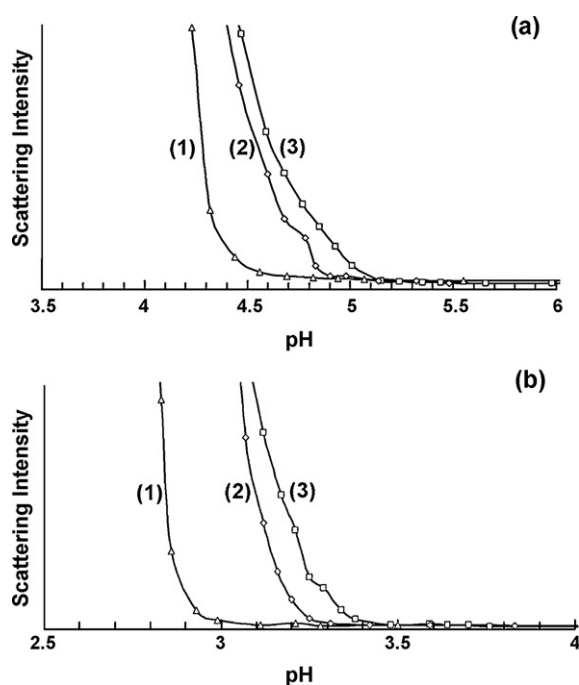 (a)
Scattering Intensity
(1)
(2)
(3)
3.5 4 4.5 5 5.5 6
pH
(b)
Scattering Intensity
(1)
(2)
(3)
2.5 3 3.5 4
pH